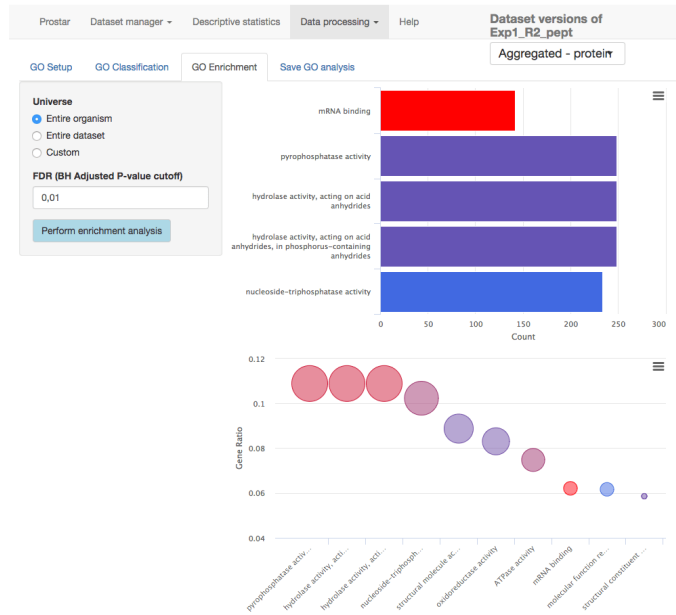 Prostar
Dataset manager
Descriptive statistics
Data processing
Help
Dataset versions of
Exp1_R2_pept
Aggregated - protein
GO Setup
GO Classification
GO Enrichment
Save GO analysis
Universe
Entire organism
Entire dataset
Custom
FDR (BH Adjusted P-value cutoff)
0,01
Perform enrichment analysis
mRNA binding
pyrophosphatase activity
hydrolase activity, acting on acid
anhydrides
hydrolase activity, acting on acid
anhydrides, in phosphorus-containing
anhydrides
nucleoside-triphosphatase activity
0
50
100
150
200
250
300
Count
0.12
0.1
0.08
0.06
0.04
Gene Ratio
pyrophosphatase activ...
hydrolase activity, acti...
hydrolase activity, acti...
nucleoside-triphosph...
structural molecule ac...
oxidoreductase activity
ATPase activity
mRNA binding
molecular function re...
structural constituent ...